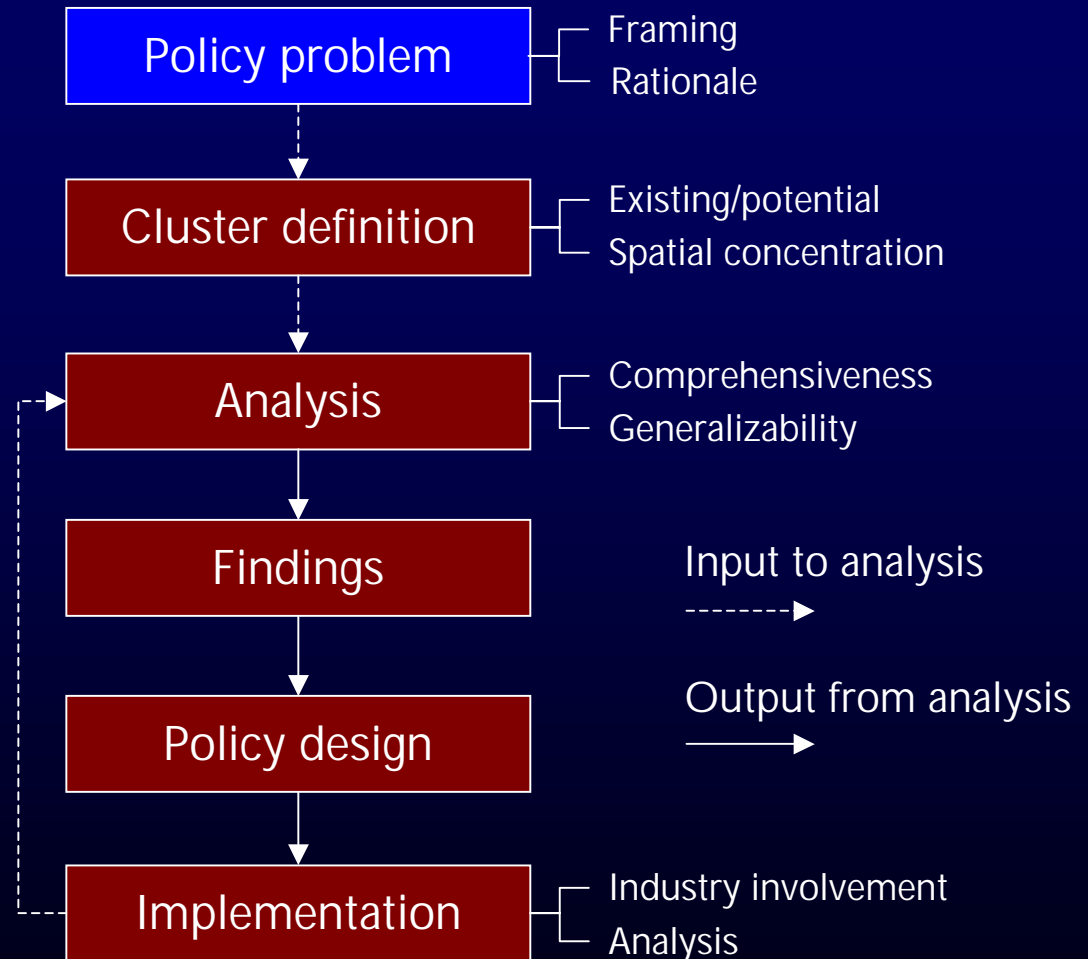 Policy problem
Framing
Rationale
Cluster definition
Existing/potential
Spatial concentration
Analysis
Comprehensiveness
Generalizability
Findings
Input to analysis
Policy design
Output from analysis
Implementation
Industry involvement
Analysis